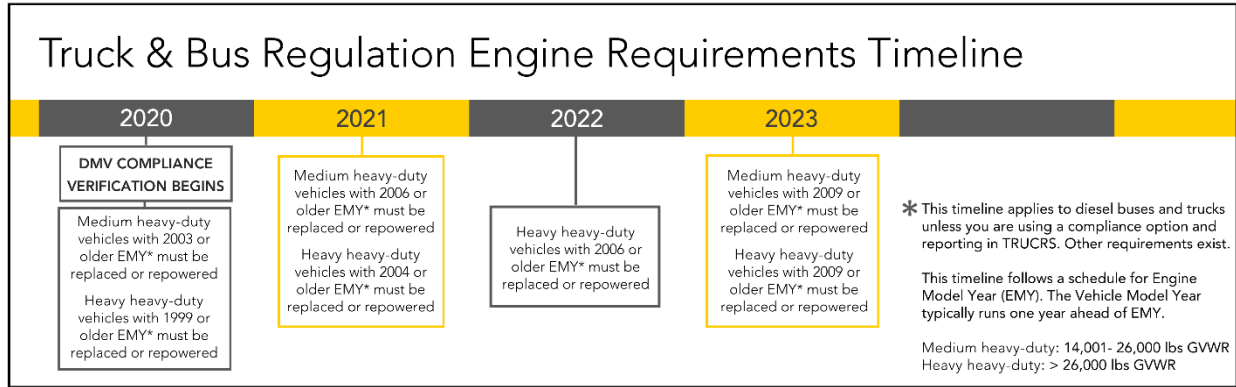 Truck & Bus Regulation Engine Requirements Timeline
2020
2021
2022
2023
DMV COMPLIANCE
VERIFICATION BEGINS
Medium heavy-duty
vehicles with 2003 or
older EMY* must be
replaced or repowered
Heavy heavy-duty
vehicles with 1999 or
older EMY* must be
replaced or repowered
Medium heavy-duty
vehicles with 2006 or
older EMY* must be
replaced or repowered
Heavy heavy-duty
vehicles with 2004 or
older EMY* must be
replaced or repowered
Heavy heavy-duty
vehicles with 2006 or
older EMY* must be
replaced or repowered
Medium heavy-duty
vehicles with 2009 or
older EMY* must be
replaced or repowered
Heavy heavy-duty
vehicles with 2009 or
older EMY* must be
replaced or repowered
* This timeline applies to diesel buses and trucks
unless you are using a compliance option and
reporting in TRUCRS. Other requirements exist.
This timeline follows a schedule for Engine
Model Year (EMY). The Vehicle Model Year
typically runs one year ahead of EMY.
Medium heavy-duty: 14,001- 26,000 lbs GVWR
Heavy heavy-duty: > 26,000 lbs GVWR